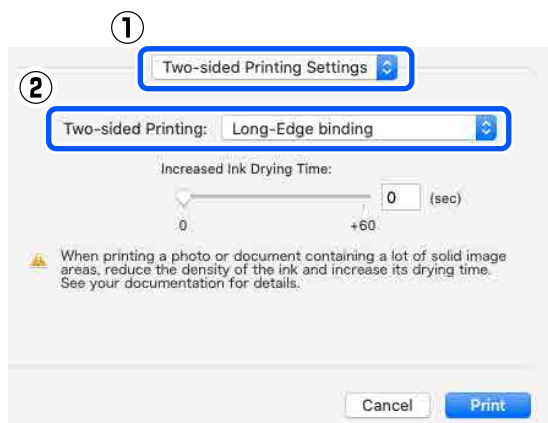 ①
Two-sided Printing Settings
②
Two-sided Printing: Long-Edge binding
Increased Ink Drying Time:
0 (sec)
0 +60
When printing a photo or document containing a lot of solid image
areas, reduce the density of the ink and increase its drying time.
See your documentation for details.
Cancel Print